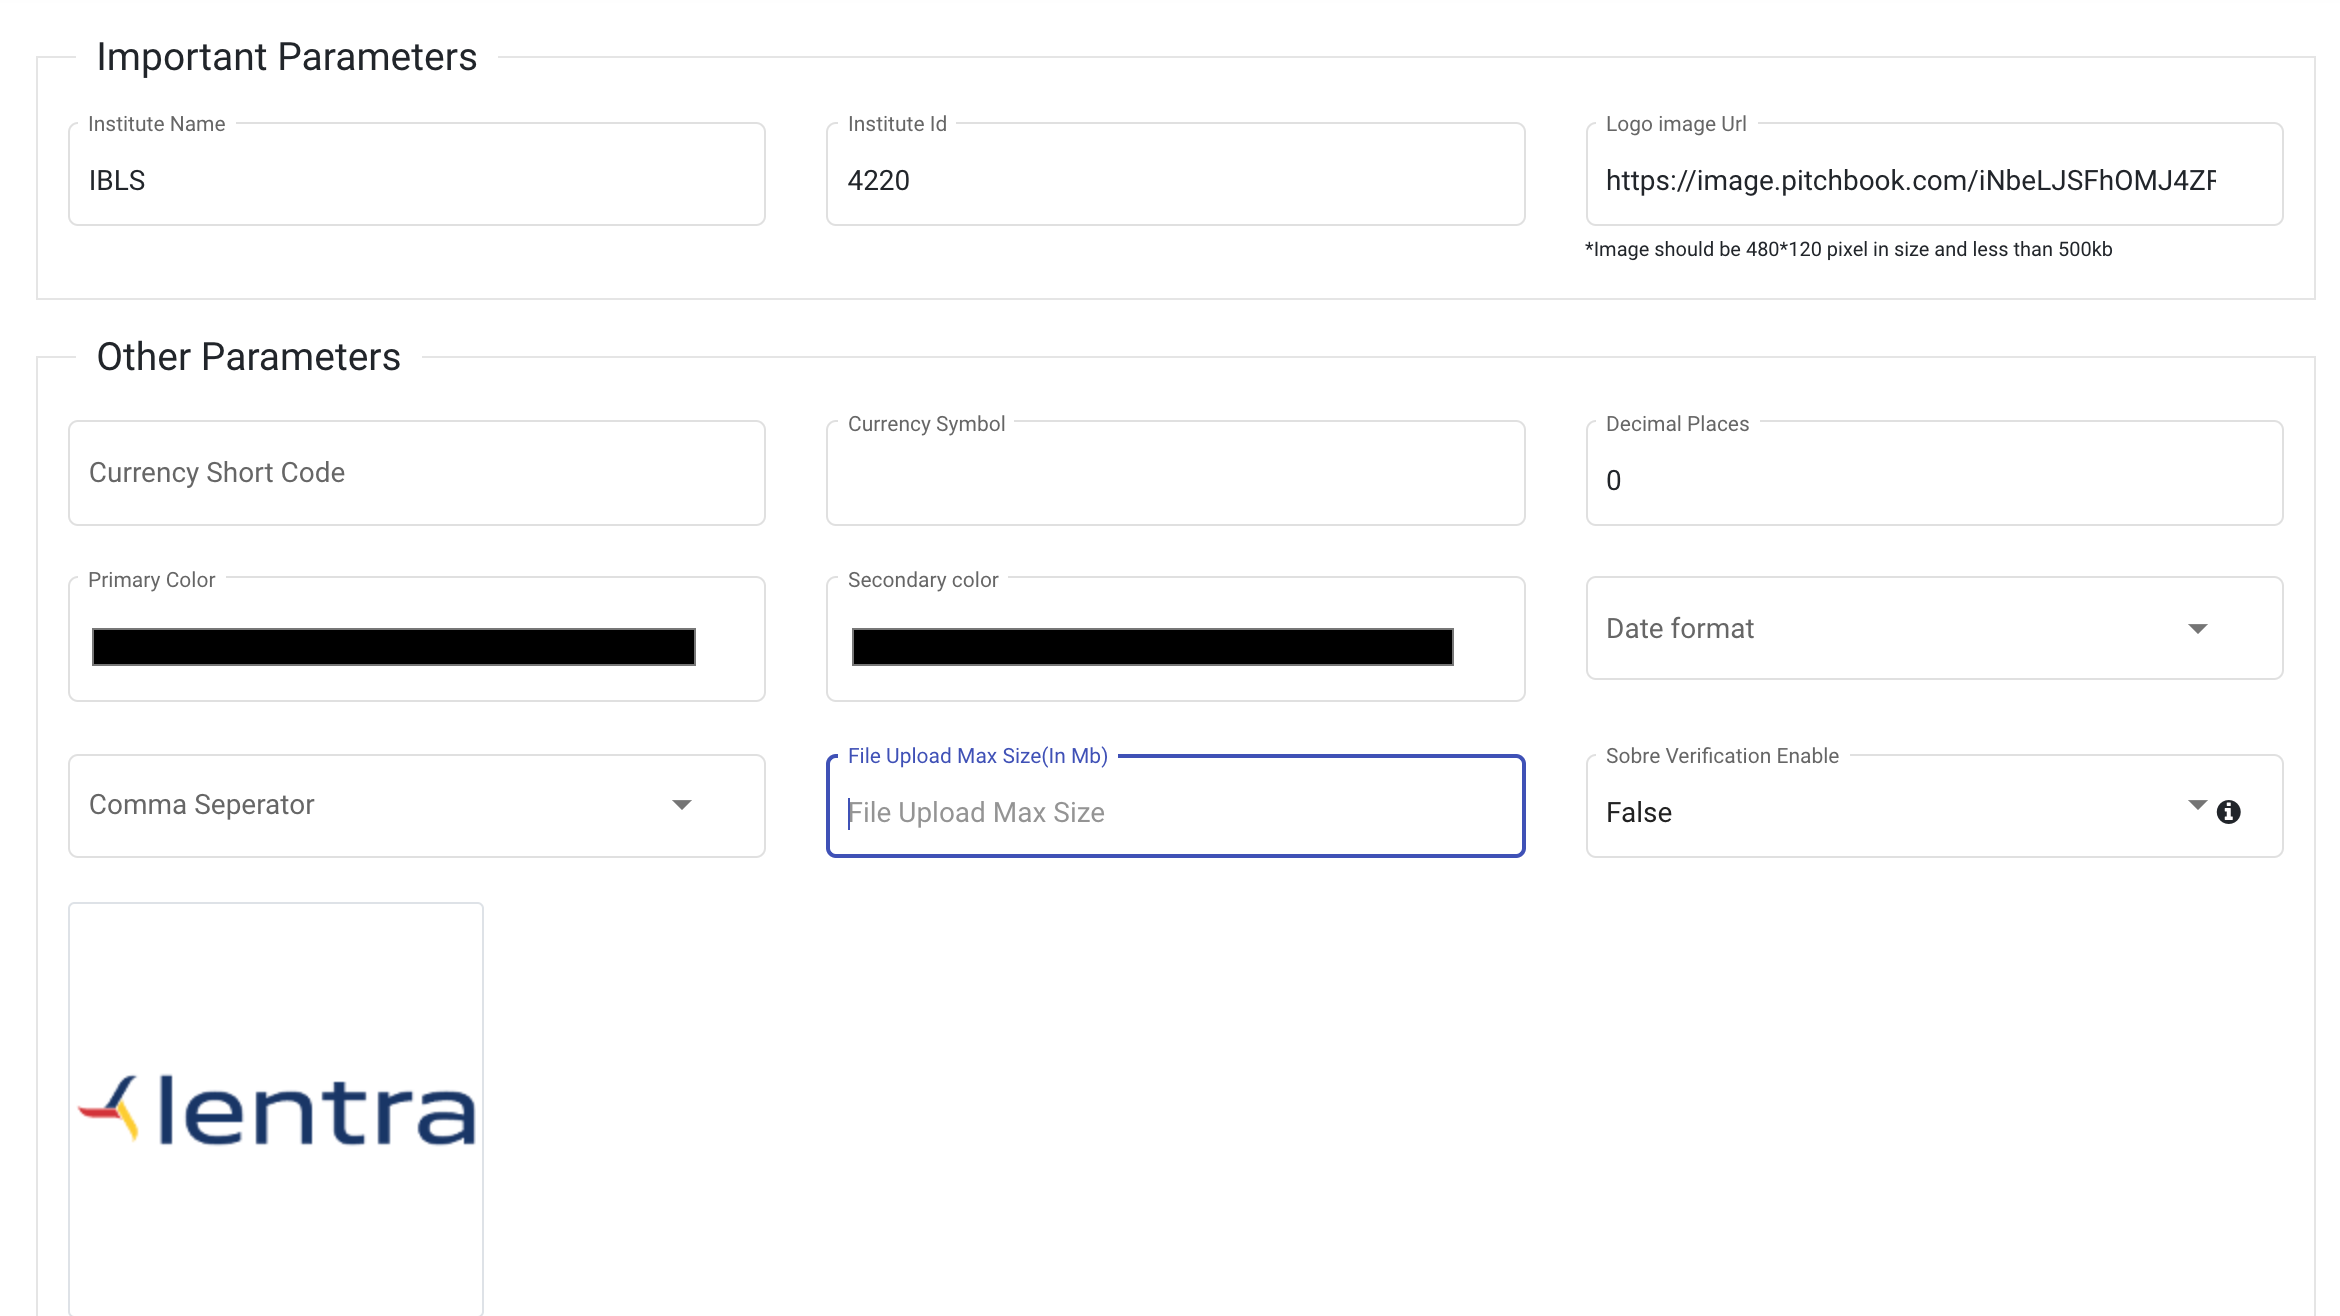 Important Parameters
Institute Name
IBLS
Institute Id
4220
Logo image Url
https://image.pitchbook.com/iNbeLJSFhOMJ4ZF
*Image should be 480*120 pixel in size and less than 500kb
Other Parameters
Currency Short Code
Currency Symbol
Decimal Places
0
Primary Color
Secondary color
Date format
Comma Seperator
File Upload Max Size(In Mb)
File Upload Max Size
Sobre Verification Enable
False
lentra